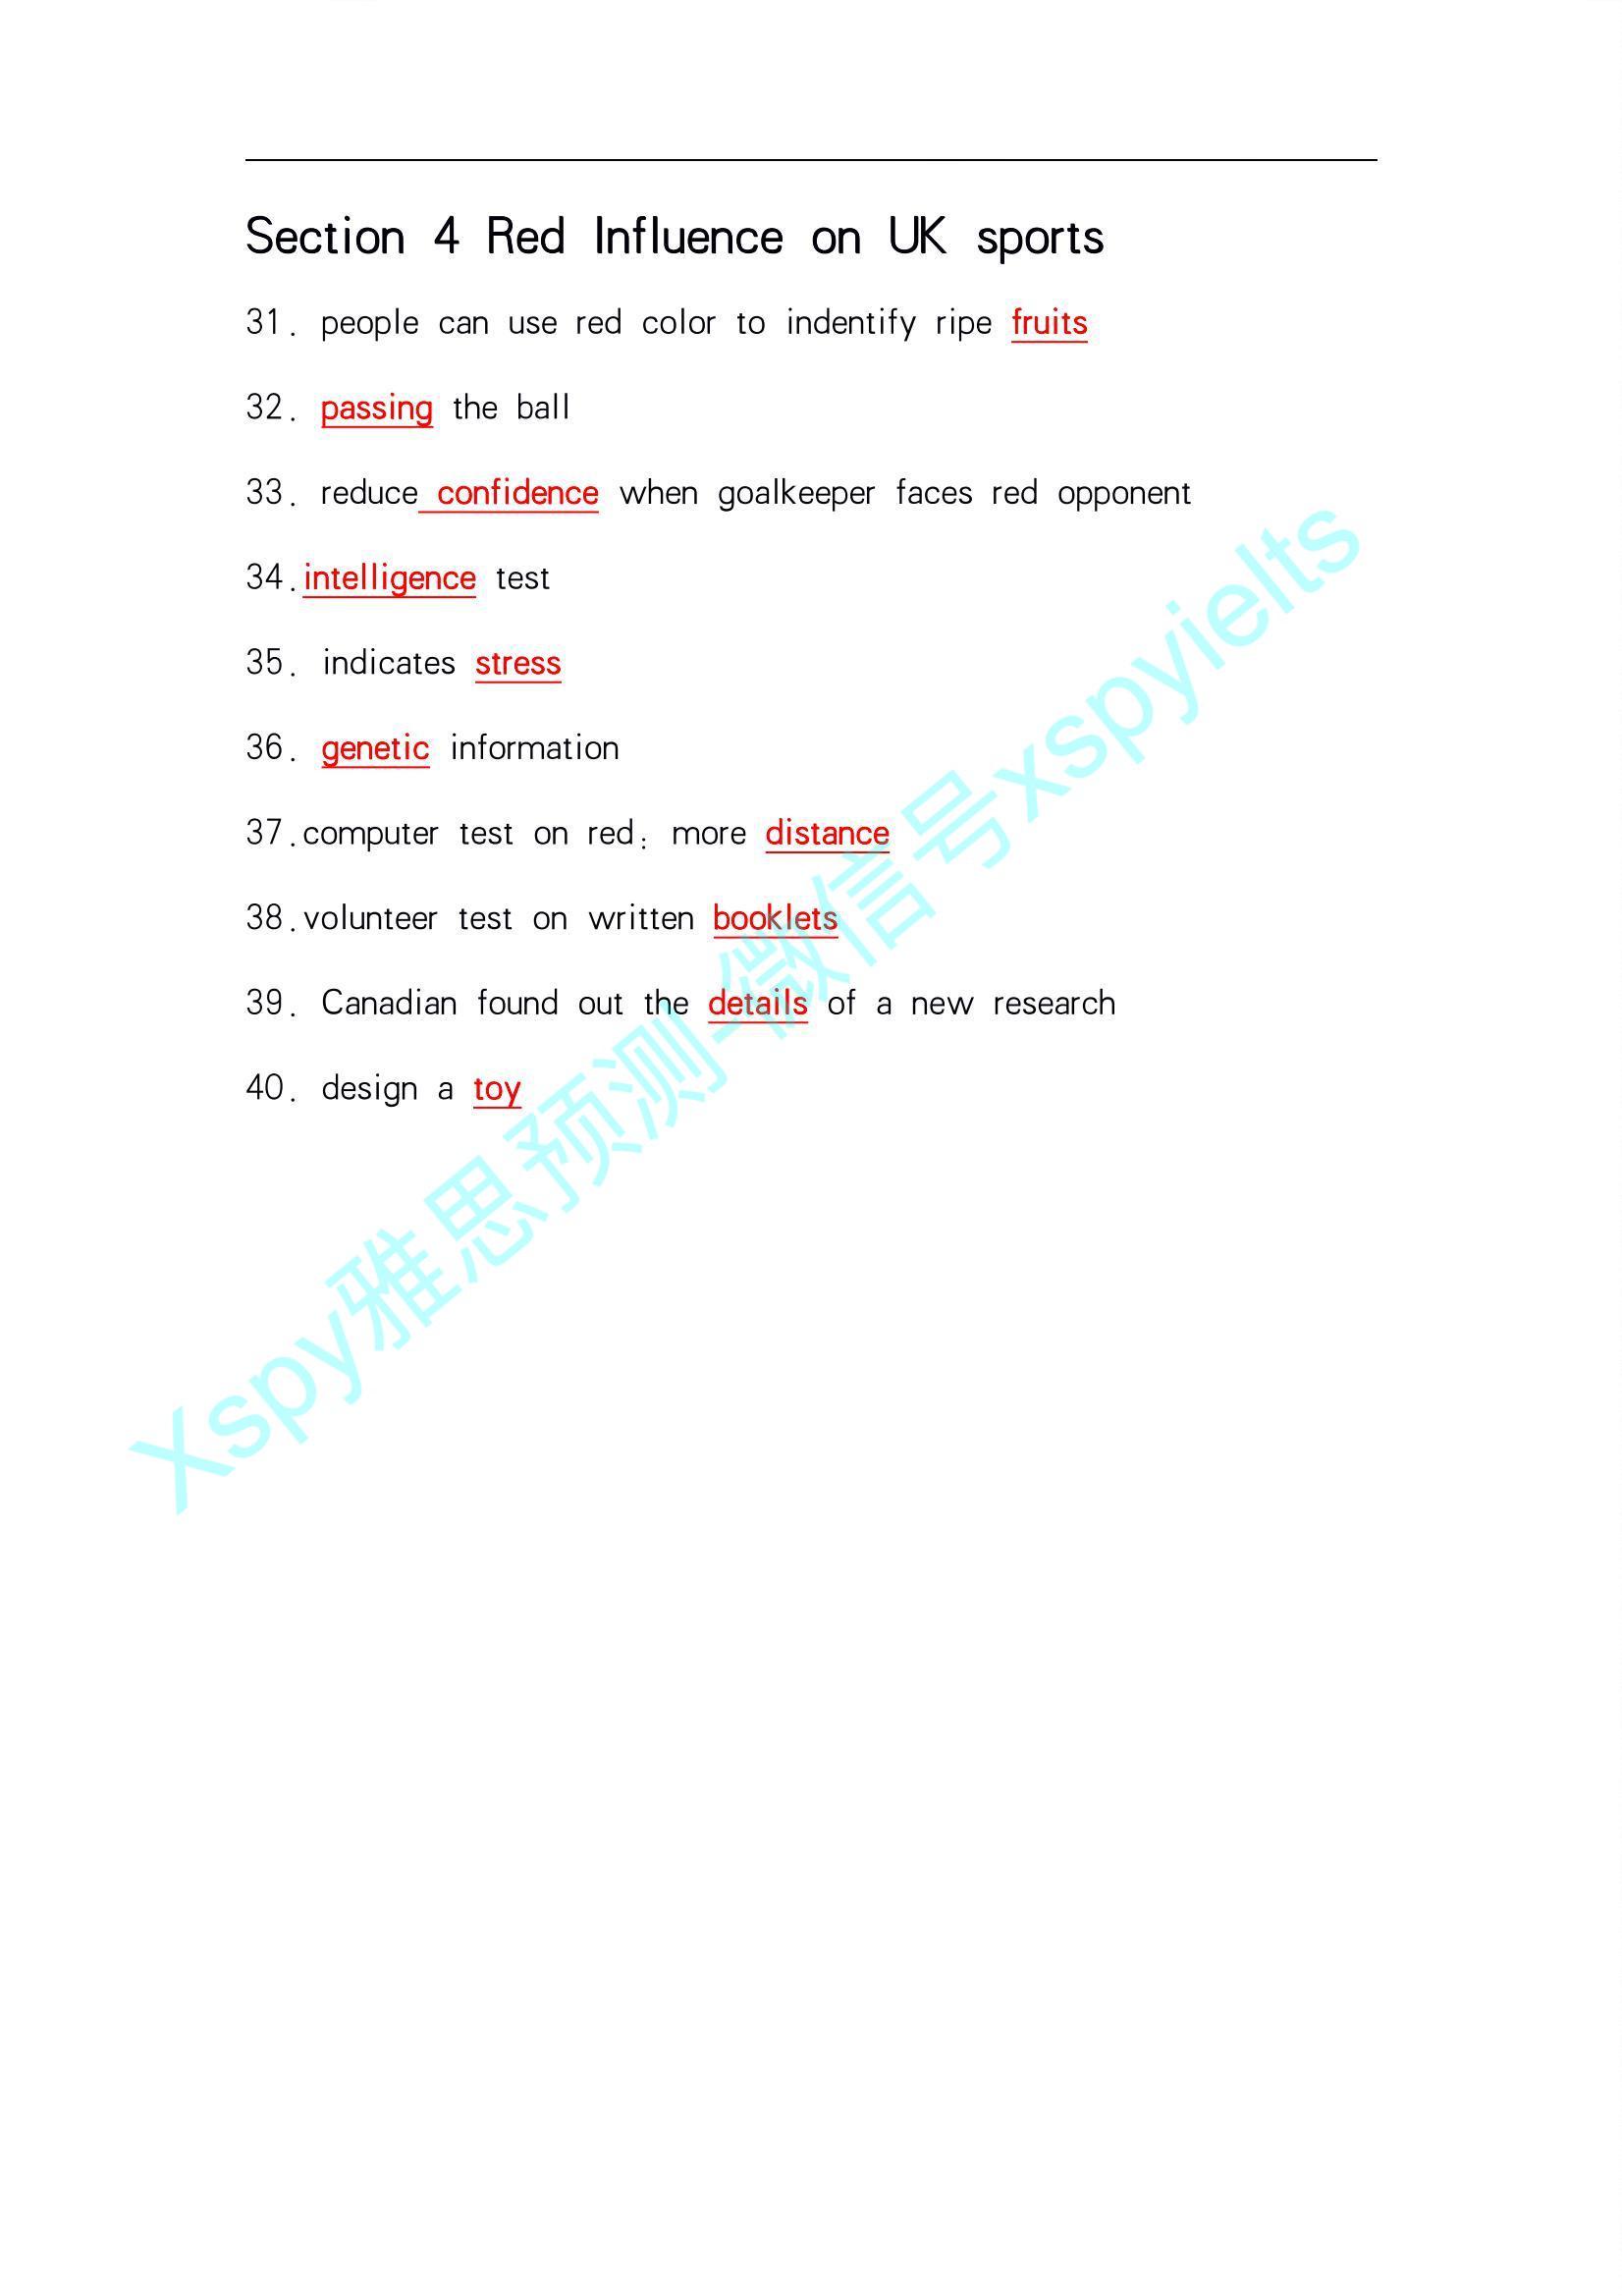 Section 4 Red Influence on UK sports
31. people can use red color to indentify ripe fruits
32. passing the ball
33. reduce confidence when goalkeeper faces red opponent
34.intelligence test
35. indicates stress
36. genetic information
37.computer test on red: more distance
38.volunteer test on written booklets
39. Canadian found out the details of a new research
40. design a toy
Xspy雅思预测-微信号xspyielts